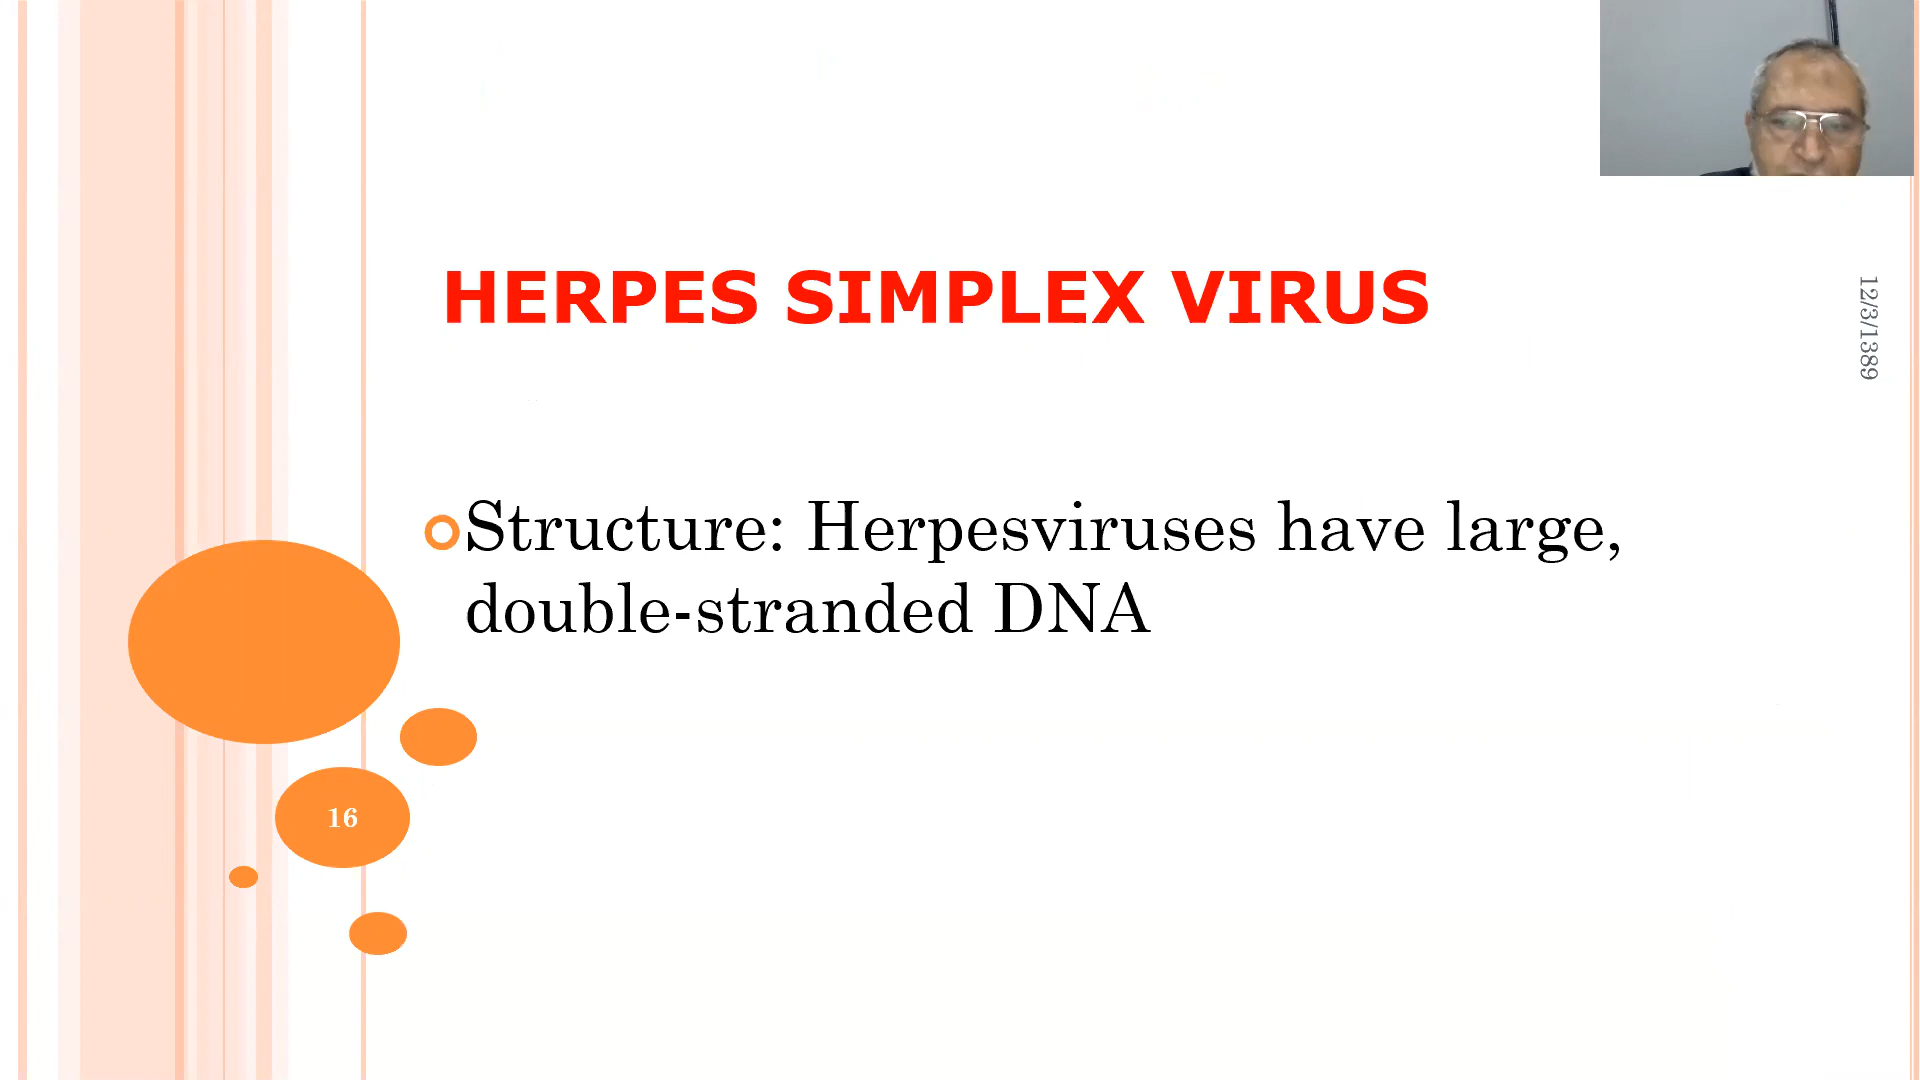 HERPES SIMPLEX VIRUS
12/3/1389
Structure: Herpesviruses have large,
double-stranded DNA
16